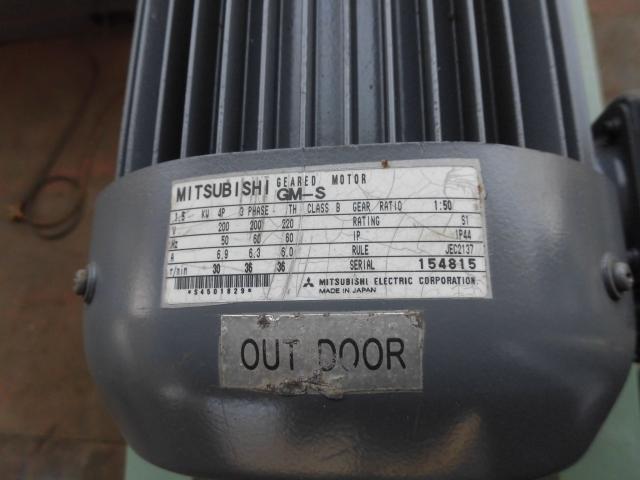 MITSUBISHI GEARED MOTOR
GM-S
1.5 KW 4P 3 PHASE TH CLASS B GEAR RATIO 1:50
V 200 200 220 RATING S1
Hz 50 60 60 IP 1P44
A 6.9 6.3 6.0 RULE JEC2137
r/min 30 36 36 SERIAL 154815
*S4501829* MITSUBISHI ELECTRIC CORPORATION
MADE IN JAPAN
OUT DOOR